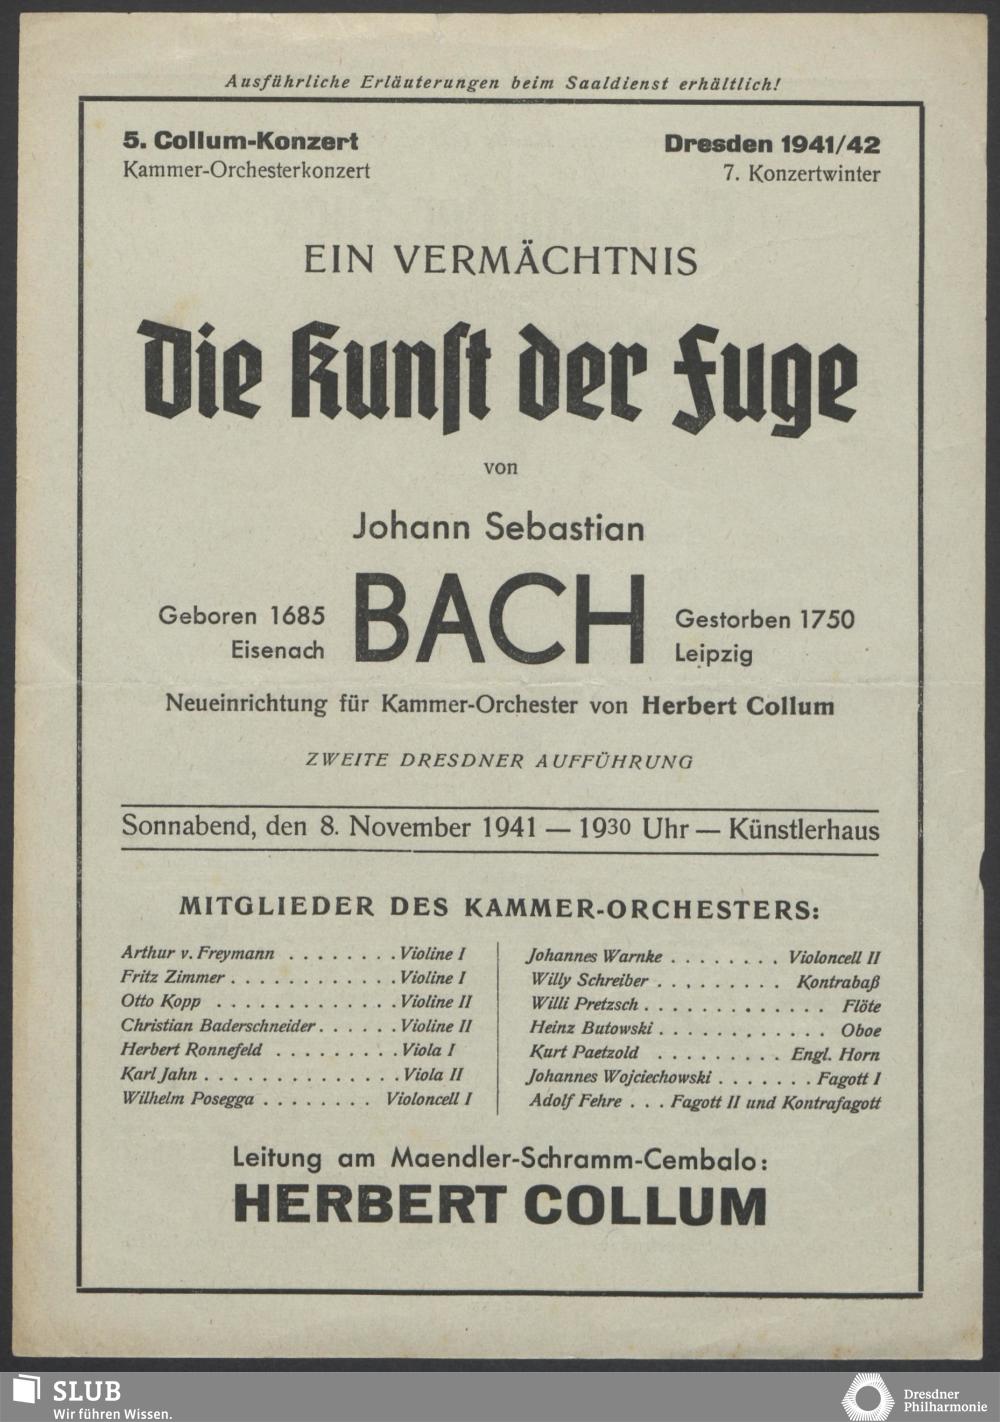 Ausführliche Erläuterungen beim Saaldienst erhältlich!
5. Collum-Konzert
Kammer-Orchesterkonzert
Dresden 1941/42
7. Konzertwinter
EIN VERMÄCHTNIS
Die Kunſt der Fuge
von
Johann Sebastian
BACH
Geboren 1685
Eisenach
Gestorben 1750
Leipzig
Neueinrichtung für Kammer-Orchester von Herbert Collum
ZWEITE DRESDNER AUFFÜHRUNG
Sonnabend, den 8. November 1941 — 19³⁰ Uhr — Künstlerhaus
MITGLIEDER DES KAMMER-ORCHESTERS:
Arthur v. Freymann . . . . . . . . Violine I
Fritz Zimmer . . . . . . . . . . . . . Violine I
Otto Kopp . . . . . . . . . . . . . . Violine II
Christian Baderschneider . . . . . . Violine II
Herbert Ronnefeld . . . . . . . . . Viola I
Karl Jahn . . . . . . . . . . . . . . . Viola II
Wilhelm Posegga . . . . . . . . Violoncell I
Johannes Warnke . . . . . . . . Violoncell II
Willy Schreiber . . . . . . . . . Kontrabaß
Willi Pretzsch . . . . . . . . . . . . . Flöte
Heinz Butowski . . . . . . . . . . . . Oboe
Kurt Paetzold . . . . . . . . . Engl. Horn
Johannes Wojciechowski . . . . . . . Fagott I
Adolf Fehre . . . Fagott II und Kontrafagott
Leitung am Maendler-Schramm-Cembalo:
HERBERT COLLUM
SLUB
Wir führen Wissen.
Dresdner
Philharmonie